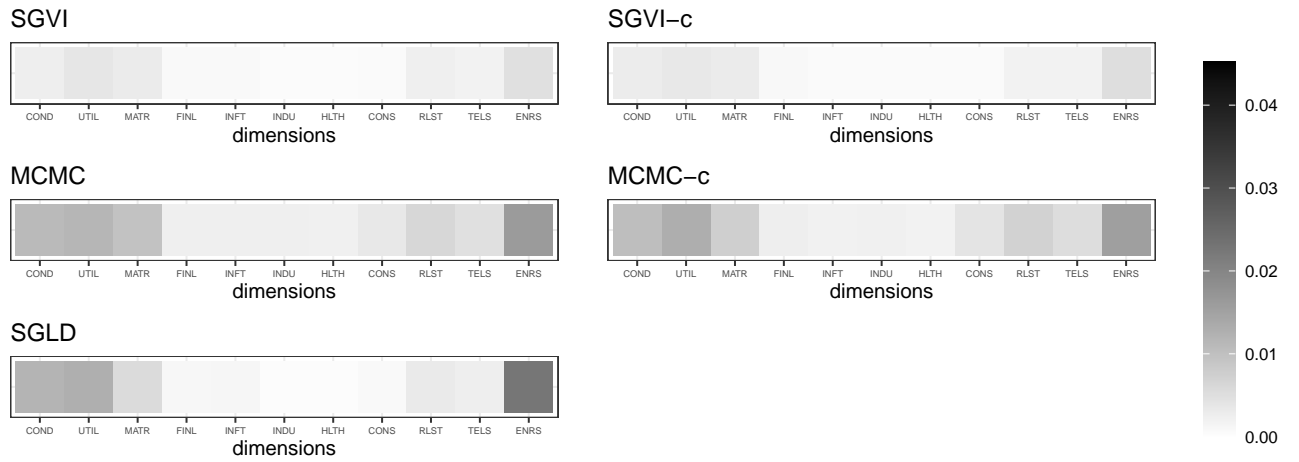 SGVI
COND UTIL MATR FINL INFT INDU HLTH CONS RLST TELS ENRS
dimensions
SGVI−c
COND UTIL MATR FINL INFT INDU HLTH CONS RLST TELS ENRS
dimensions
MCMC
COND UTIL MATR FINL INFT INDU HLTH CONS RLST TELS ENRS
dimensions
MCMC−c
COND UTIL MATR FINL INFT INDU HLTH CONS RLST TELS ENRS
dimensions
SGLD
COND UTIL MATR FINL INFT INDU HLTH CONS RLST TELS ENRS
dimensions
0.04
0.03
0.02
0.01
0.00